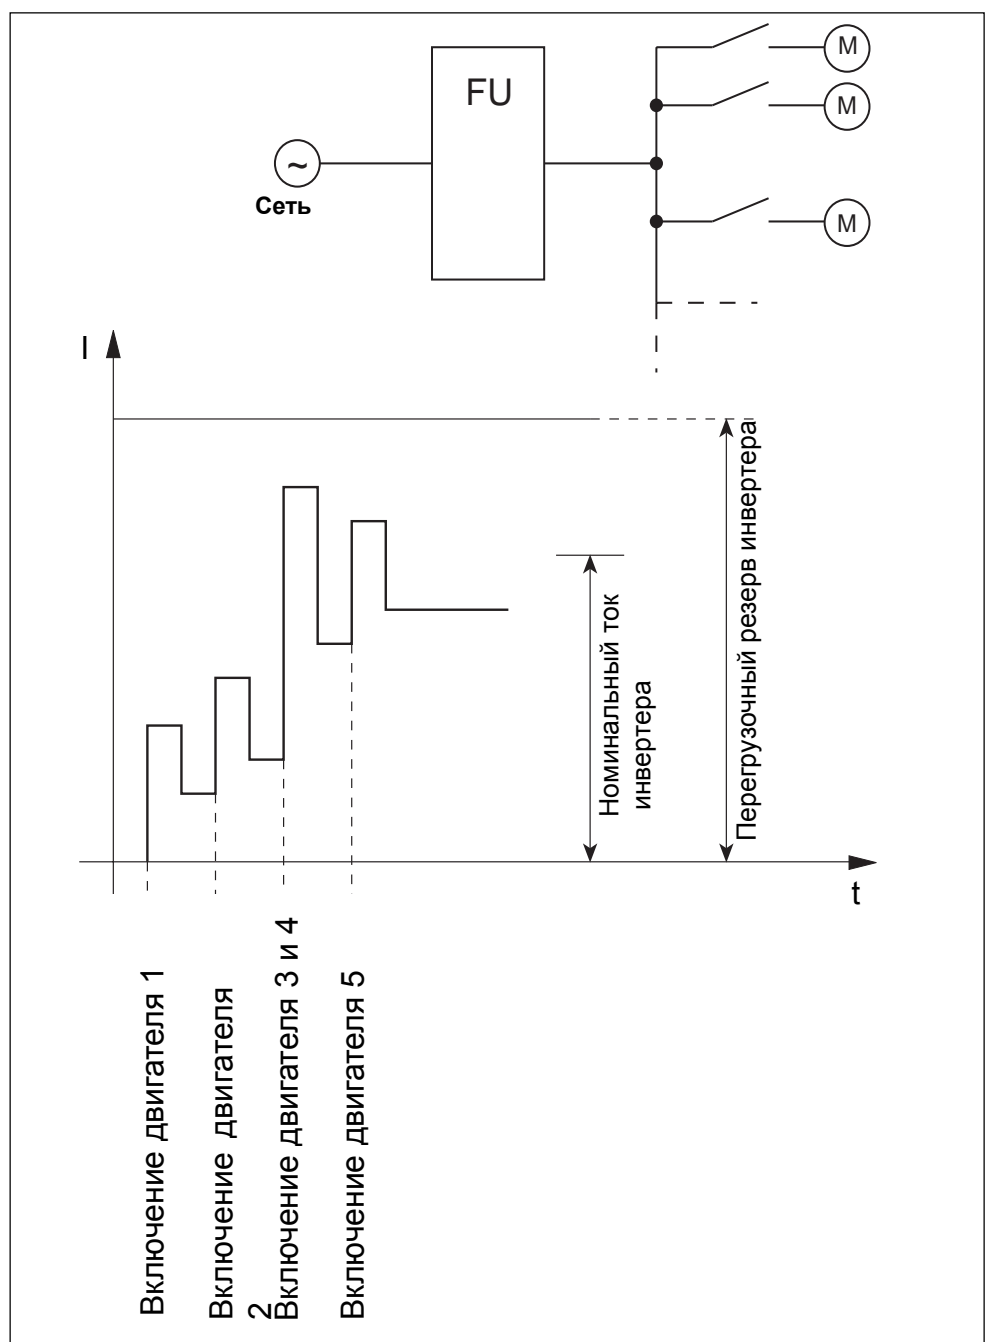 M
FU
M
~
Сеть
M
I
Перегрузочный резерв инвертера
Номинальный ток
инвертера
t
Включение двигателя 1
Включение двигателя
2
Включение двигателя 3 и 4
Включение двигателя 5